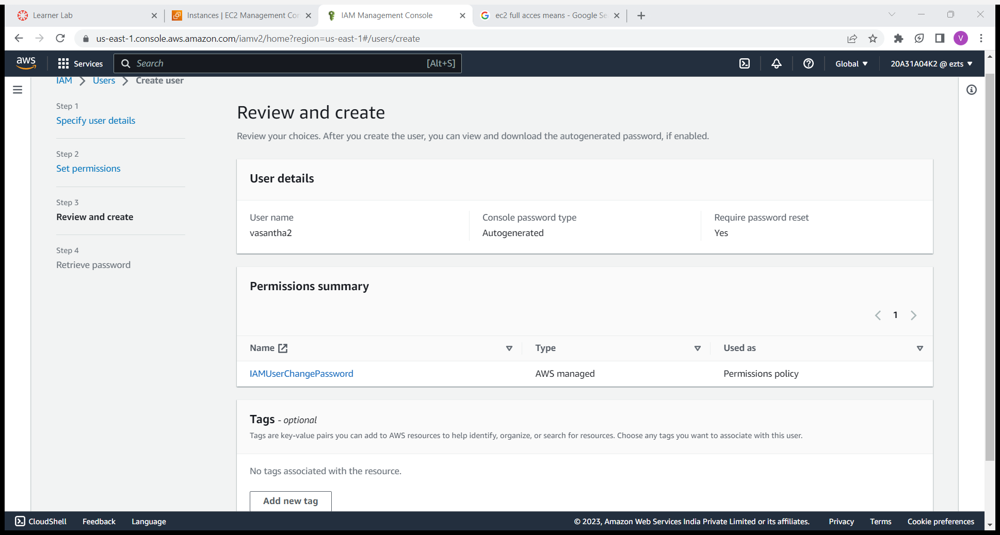 Learner Lab
Instances | EC2 Management Con
IAM Management Console
ec2 full acces means - Google Se
us-east-1.console.aws.amazon.com/iamv2/home?region=us-east-1#/users/create
V
aws
Services
Search
[Alt+S]
Global
20A31A04K2 @ ezts
IAM
Users
Create user
Step 1
Specify user details
Step 2
Set permissions
Step 3
Review and create
Step 4
Retrieve password
Review and create
Review your choices. After you create the user, you can view and download the autogenerated password, if enabled.
User details
User name
vasantha2
Console password type
Autogenerated
Require password reset
Yes
Permissions summary
1
Name
Type
Used as
IAMUserChangePassword
AWS managed
Permissions policy
Tags - optional
Tags are key-value pairs you can add to AWS resources to help identify, organize, or search for resources. Choose any tags you want to associate with this user.
No tags associated with the resource.
Add new tag
CloudShell
Feedback
Language
© 2023, Amazon Web Services India Private Limited or its affiliates.
Privacy
Terms
Cookie preferences